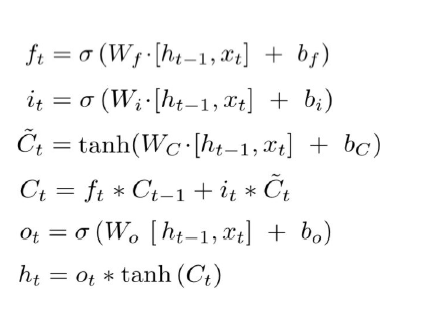 f_t = σ (W_f · [h_{t−1}, x_t] + b_f)
i_t = σ (W_i · [h_{t−1}, x_t] + b_i)
C̃_t = tanh(W_C · [h_{t−1}, x_t] + b_C)
C_t = f_t * C_{t−1} + i_t * C̃_t
o_t = σ (W_o [h_{t−1}, x_t] + b_o)
h_t = o_t * tanh (C_t)